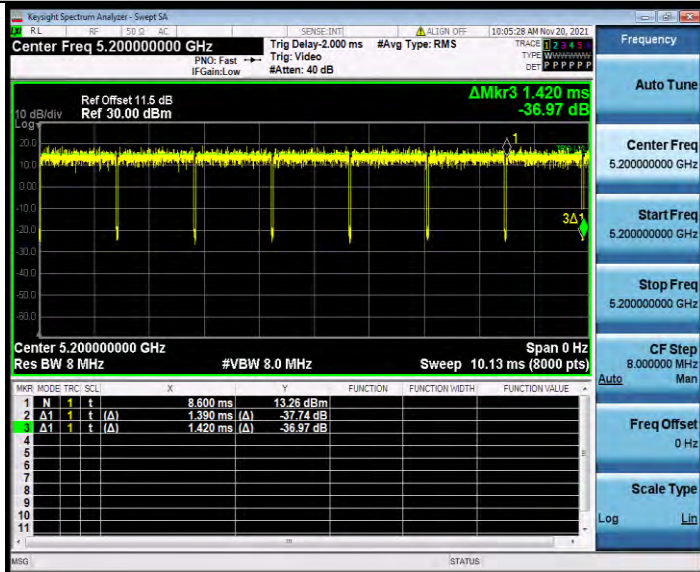 Keysight Spectrum Analyzer - Swept SA
RL RF 50 Ω AC SENSE:INT ALIGN OFF 10:05:28 AM Nov 20, 2021
Center Freq 5.200000000 GHz
PNO: Fast
IFGain:Low
Trig Delay-2.000 ms
Trig: Video
#Atten: 40 dB
#Avg Type: RMS
TRACE 1 2 3 4 5 6
TYPE
DET P P P P P P
ΔMkr3 1.420 ms
-36.97 dB
Ref Offset 11.5 dB
10 dB/div Ref 30.00 dBm
Log
20.0
10.0
0.00
-10.0
-20.0
-30.0
-40.0
-50.0
-60.0
1
3Δ1
Center 5.200000000 GHz Span 0 Hz
Res BW 8 MHz #VBW 8.0 MHz Sweep 10.13 ms (8000 pts)
MKR MODE TRC SCL X Y FUNCTION FUNCTION WIDTH FUNCTION VALUE
1 N 1 t 8.600 ms 13.26 dBm
2 Δ1 1 t (Δ) 1.390 ms (Δ) -37.74 dB
3 Δ1 1 t (Δ) 1.420 ms (Δ) -36.97 dB
4
5
6
7
8
9
10
11
MSG STATUS
Frequency
Auto Tune
Center Freq
5.200000000 GHz
Start Freq
5.200000000 GHz
Stop Freq
5.200000000 GHz
CF Step
8.000000 MHz
Auto Man
Freq Offset
0 Hz
Scale Type
Log Lin